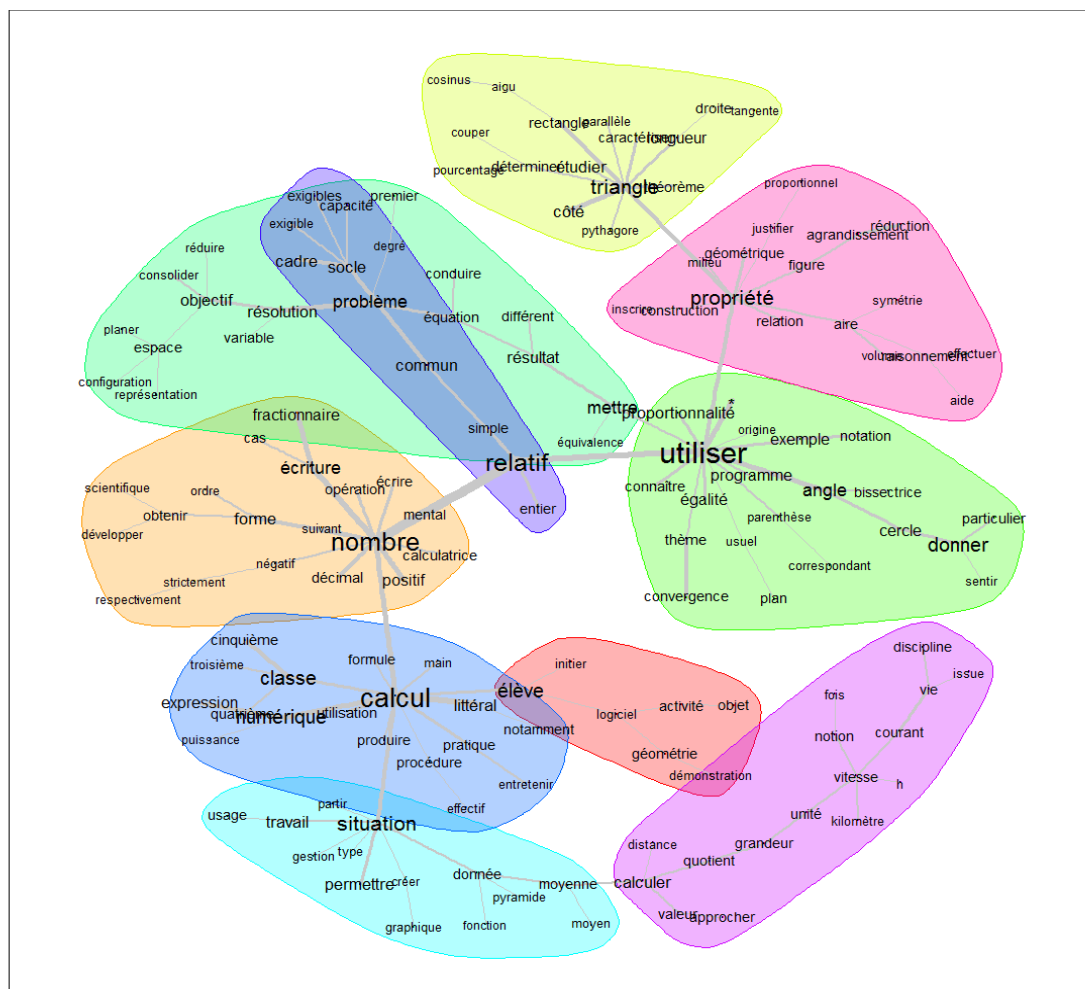 cosinus
aigu
droite
tangente
rectangle
parallèle
caractériser
longueur
couper
pourcentage
déterminer
étudier
triangle
théorème
côté
pythagore
proportionnel
justifier
réduction
agrandissement
géométrique
milieu
figure
propriété
inscrire
construction
relation
symétrie
aire
volume
raisonnement
effectuer
aide
exigibles
capacité
premier
exigible
degré
cadre
socle
réduire
consolider
conduire
objectif
résolution
problème
équation
différent
planer
espace
variable
résultat
commun
configuration
représentation
mettre
simple
équivalence
relatif
entier
proportionnalité
*
origine
exemple
notation
utiliser
programme
connaître
égalité
angle
bissectrice
parenthèse
particulier
cercle
donner
thème
usuel
correspondant
sentir
convergence
plan
fractionnaire
cas
écriture
écrire
scientifique
ordre
opération
obtenir
forme
suivant
mental
développer
nombre
calculatrice
négatif
strictement
décimal
positif
respectivement
cinquième
formule
main
troisième
classe
calcul
littéral
expression
quatrième
numérique
utilisation
puissance
produire
pratique
procédure
entretenir
effectif
élève
initier
notamment
logiciel
activité
objet
géométrie
démonstration
discipline
issue
vie
fois
notion
courant
vitesse
h
unité
kilomètre
grandeur
distance
quotient
calculer
valeur
approcher
usage
partir
travail
situation
gestion
type
permettre
créer
donnée
moyenne
pyramide
graphique
fonction
moyen